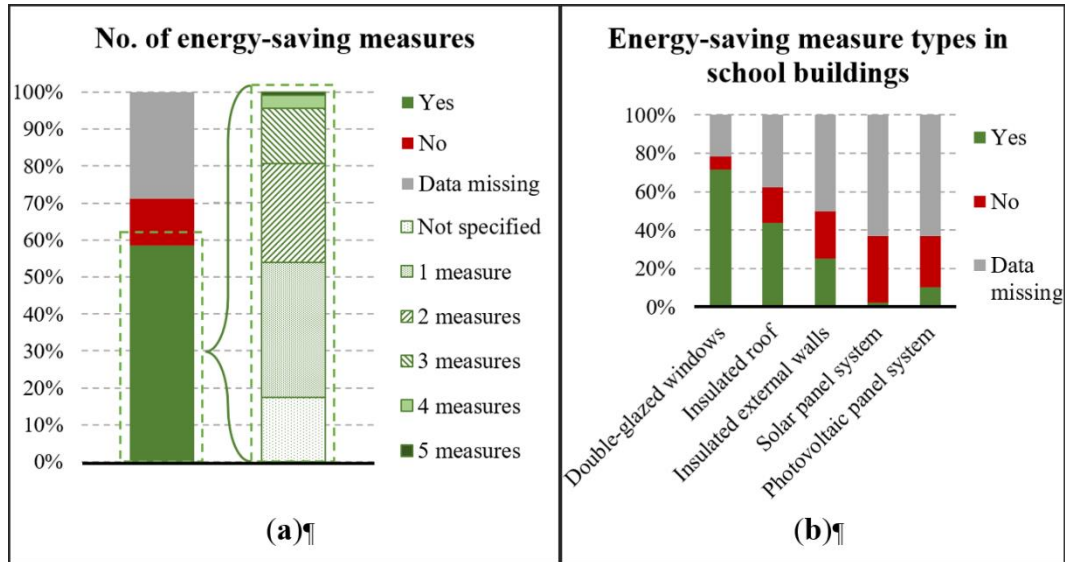 No. of energy-saving measures
100%
90%
80%
70%
60%
50%
40%
30%
20%
10%
0%
Yes
No
Data missing
Not specified
1 measure
2 measures
3 measures
4 measures
5 measures
(a)¶
Energy-saving measure types in
school buildings
100%
80%
60%
40%
20%
0%
Double-glazed windows
Insulated roof
Insulated external walls
Solar panel system
Photovoltaic panel system
Yes
No
Data
missing
(b)¶